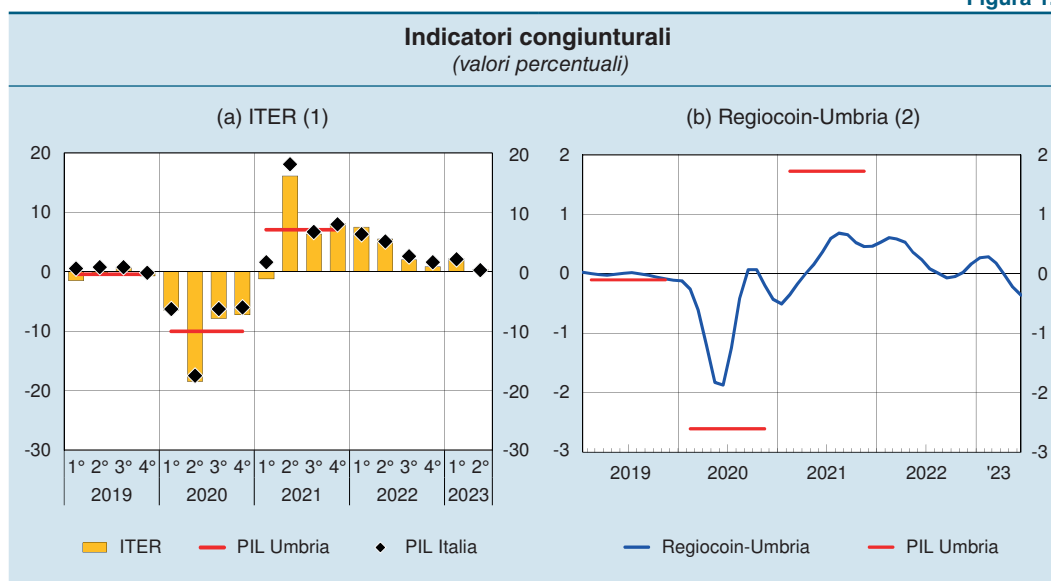 Figura 1.
Indicatori congiunturali
(valori percentuali)
(a) ITER (1)
20 20
10 10
0 0
-10 -10
-20 -20
-30 -30
1° 2° 3° 4° 1° 2° 3° 4° 1° 2° 3° 4° 1° 2° 3° 4° 1° 2°
2019 2020 2021 2022 2023
ITER PIL Umbria PIL Italia
(b) Regiocoin-Umbria (2)
2 2
1 1
0 0
-1 -1
-2 -2
-3 -3
2019 2020 2021 2022 '23
Regiocoin-Umbria PIL Umbria